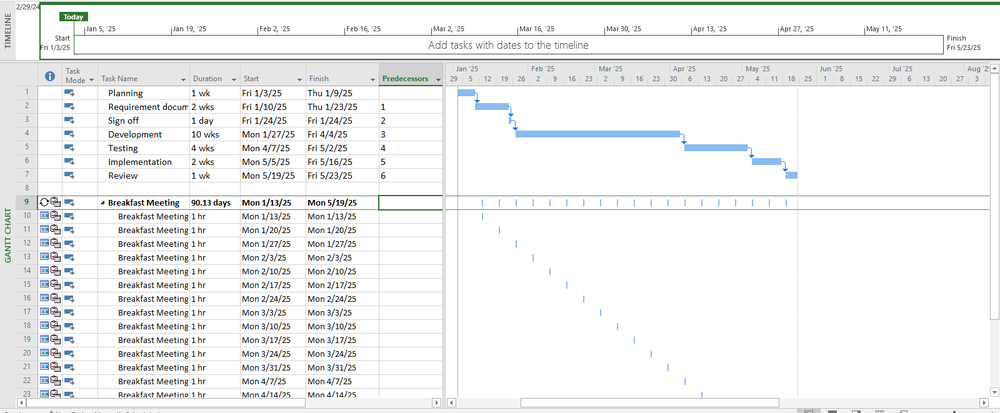 2/29/24
TIMELINE
Today
Jan 5, '25 Jan 19, '25 Feb 2, '25 Feb 16, '25 Mar 2, '25 Mar 16, '25 Mar 30, '25 Apr 13, '25 Apr 27, '25 May 11, '25
Start
Fri 1/3/25
Add tasks with dates to the timeline
Finish
Fri 5/23/25
GANTT CHART
Task Mode Task Name Duration Start Finish Predecessors
Jan '25 Feb '25 Mar '25 Apr '25 May '25 Jun '25 Jul '25 Aug '25
29 5 12 19 26 2 9 16 23 2 9 16 23 30 6 13 20 27 4 11 18 25 1 8 15 22 29 6 13 20 27 3
1 Planning 1 wk Fri 1/3/25 Thu 1/9/25
2 Requirement docum 2 wks Fri 1/10/25 Thu 1/23/25 1
3 Sign off 1 day Fri 1/24/25 Fri 1/24/25 2
4 Development 10 wks Mon 1/27/25 Fri 4/4/25 3
5 Testing 4 wks Mon 4/7/25 Fri 5/2/25 4
6 Implementation 2 wks Mon 5/5/25 Fri 5/16/25 5
7 Review 1 wk Mon 5/19/25 Fri 5/23/25 6
8
9 Breakfast Meeting 90.13 days Mon 1/13/25 Mon 5/19/25
10 Breakfast Meeting 1 hr Mon 1/13/25 Mon 1/13/25
11 Breakfast Meeting 1 hr Mon 1/20/25 Mon 1/20/25
12 Breakfast Meeting 1 hr Mon 1/27/25 Mon 1/27/25
13 Breakfast Meeting 1 hr Mon 2/3/25 Mon 2/3/25
14 Breakfast Meeting 1 hr Mon 2/10/25 Mon 2/10/25
15 Breakfast Meeting 1 hr Mon 2/17/25 Mon 2/17/25
16 Breakfast Meeting 1 hr Mon 2/24/25 Mon 2/24/25
17 Breakfast Meeting 1 hr Mon 3/3/25 Mon 3/3/25
18 Breakfast Meeting 1 hr Mon 3/10/25 Mon 3/10/25
19 Breakfast Meeting 1 hr Mon 3/17/25 Mon 3/17/25
20 Breakfast Meeting 1 hr Mon 3/24/25 Mon 3/24/25
21 Breakfast Meeting 1 hr Mon 3/31/25 Mon 3/31/25
22 Breakfast Meeting 1 hr Mon 4/7/25 Mon 4/7/25
23 Breakfast Meeting 1 hr Mon 4/14/25 Mon 4/14/25